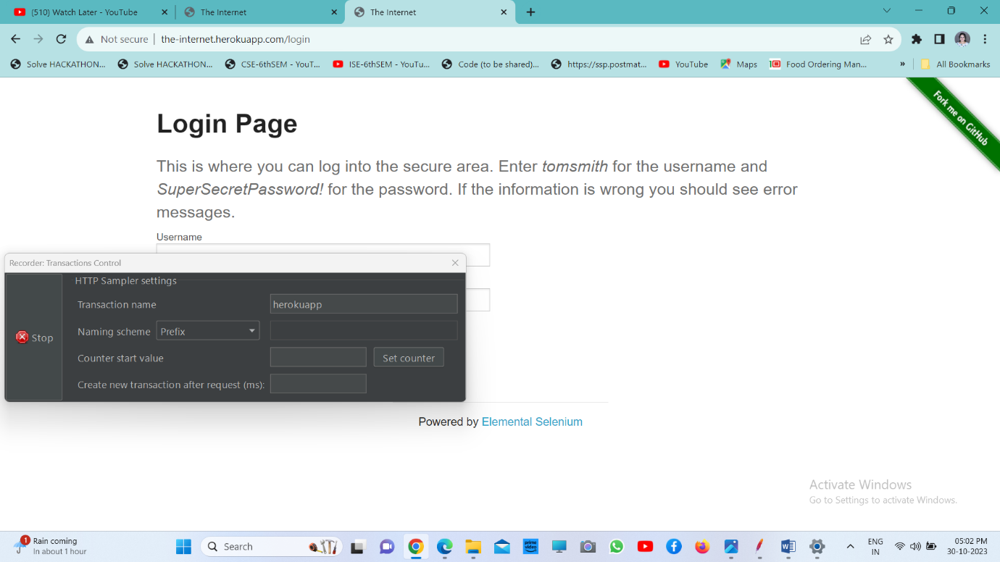 (510) Watch Later - YouTube
The Internet
The Internet
Not secure
the-internet.herokuapp.com/login
Solve HACKATHON...
Solve HACKATHON...
CSE-6thSEM - YouT...
ISE-6thSEM - YouTu...
Code (to be shared)...
https://ssp.postmat...
YouTube
Maps
Food Ordering Man...
»
All Bookmarks
Fork me on GitHub
Login Page
This is where you can log into the secure area. Enter tomsmith for the username and
SuperSecretPassword! for the password. If the information is wrong you should see error
messages.
Username
Recorder: Transactions Control
HTTP Sampler settings
Transaction name
herokuapp
Stop
Naming scheme
Prefix
Counter start value
Set counter
Create new transaction after request (ms):
Powered by Elemental Selenium
Activate Windows
Go to Settings to activate Windows.
1
Rain coming
In about 1 hour
Search
prime video
ENG
IN
05:02 PM
30-10-2023